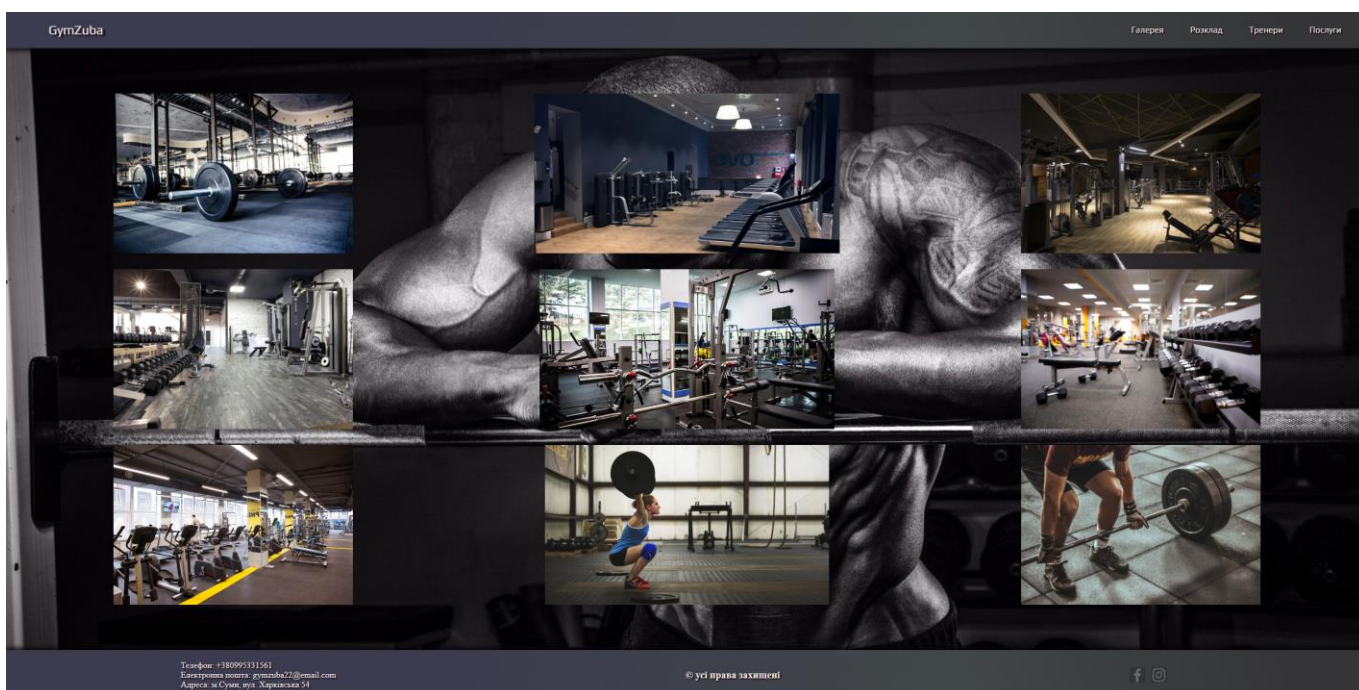 GymZuba
Галерея Розклад Тренери Послуги
Телефон: +380995331561
Електронна пошта: gymzuba22@email.com
Адреса: м.Суми, вул. Харківська 54
© усі права захищені